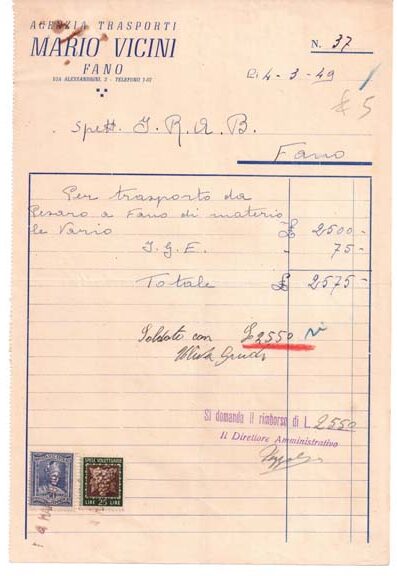 AGENZIA TRASPORTI
MARIO VICINI
FANO
VIA ALESSANDRINI, 2 - TELEFONO 1-67
N. 37
Li 4-3-49
£ 5
Spett. I.R.A.B.
Fano
Per trasporto da
Pesaro a Fano di materia
le Vario £ 2500-
I.G.E. - 75-
Totale £ 2575-
Saldato con £ 2550
Si domanda il rimborso di L. 2550
Il Direttore Amministrativo
LIRE 25 LIRE